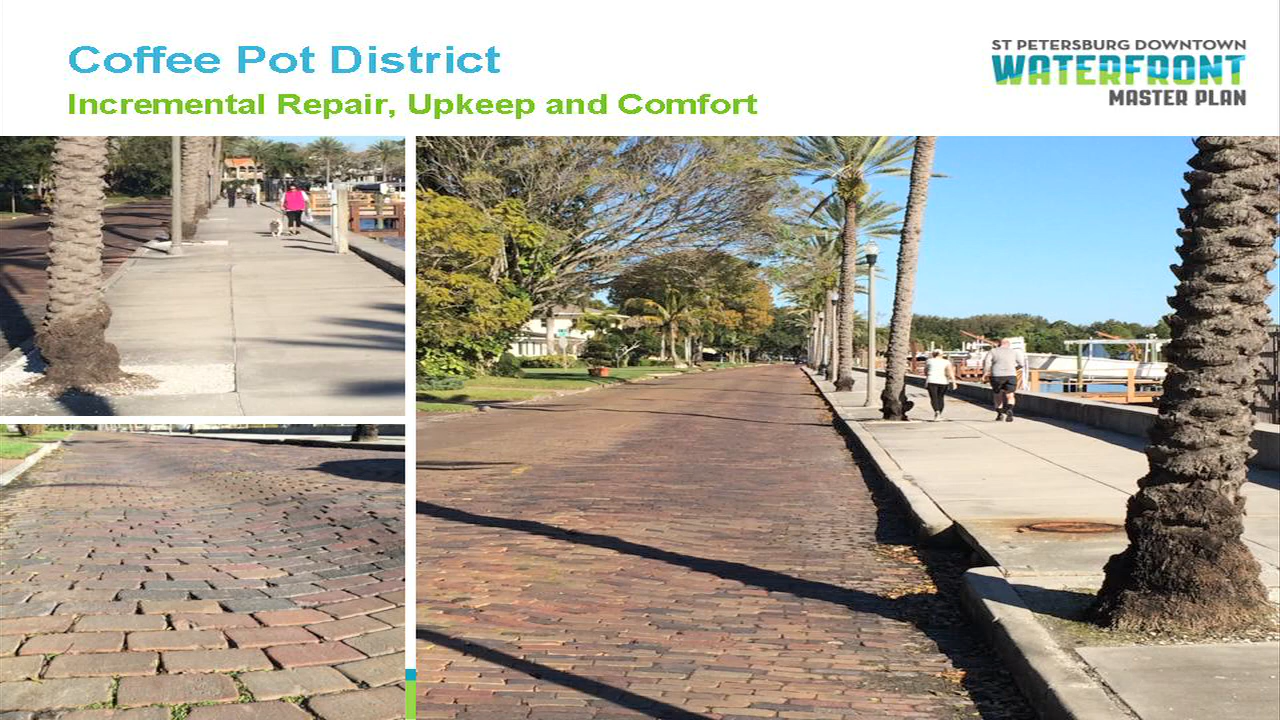 Coffee Pot District
Incremental Repair, Upkeep and Comfort
ST PETERSBURG DOWNTOWN
WATERFRONT
MASTER PLAN